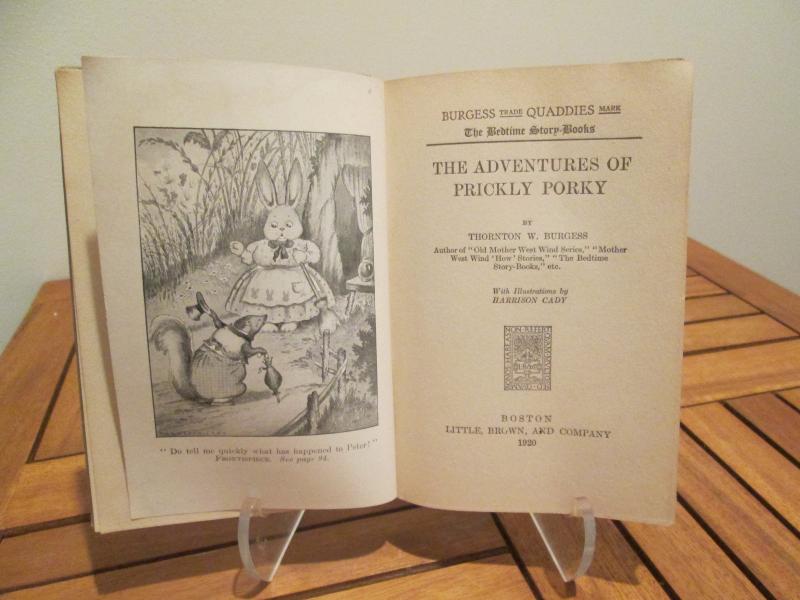 "Do tell me quickly what has happened to Peter!"
FRONTISPIECE. See page 94.
BURGESS TRADE QUADDIES MARK
The Bedtime Story-Books
THE ADVENTURES OF
PRICKLY PORKY
BY
THORNTON W. BURGESS
Author of "Old Mother West Wind Series," "Mother
West Wind 'How' Stories," "The Bedtime
Story-Books," etc.
With Illustrations by
HARRISON CADY
NON REFERT
BOSTON
LITTLE, BROWN, AND COMPANY
1920